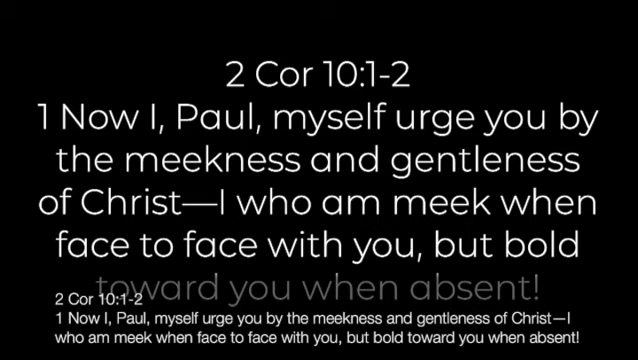 2 Cor 10:1-2
1 Now I, Paul, myself urge you by
the meekness and gentleness
of Christ—I who am meek when
face to face with you, but bold
toward you when absent!
2 Cor 10:1-2
1 Now I, Paul, myself urge you by the meekness and gentleness of Christ—I
who am meek when face to face with you, but bold toward you when absent!